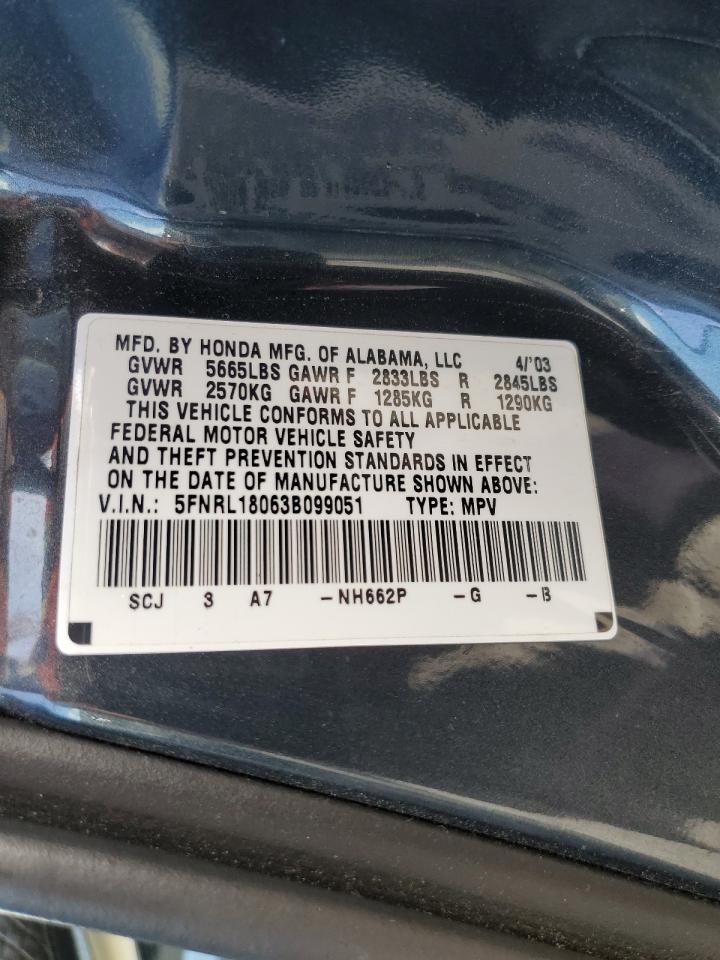 MFD. BY HONDA MFG. OF ALABAMA, LLC 4/'03
GVWR 5665LBS GAWR F 2833LBS R 2845LBS
GVWR 2570KG GAWR F 1285KG R 1290KG
THIS VEHICLE CONFORMS TO ALL APPLICABLE
FEDERAL MOTOR VEHICLE SAFETY
AND THEFT PREVENTION STANDARDS IN EFFECT
ON THE DATE OF MANUFACTURE SHOWN ABOVE:
V.I.N.: 5FNRL18063B099051 TYPE: MPV
SCJ 3 A7 -NH662P -G -B